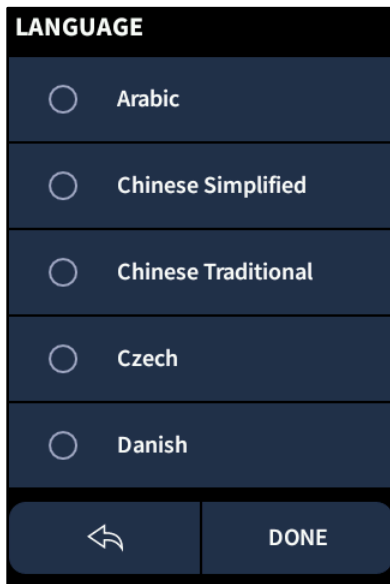 LANGUAGE
Arabic
Chinese Simplified
Chinese Traditional
Czech
Danish
DONE